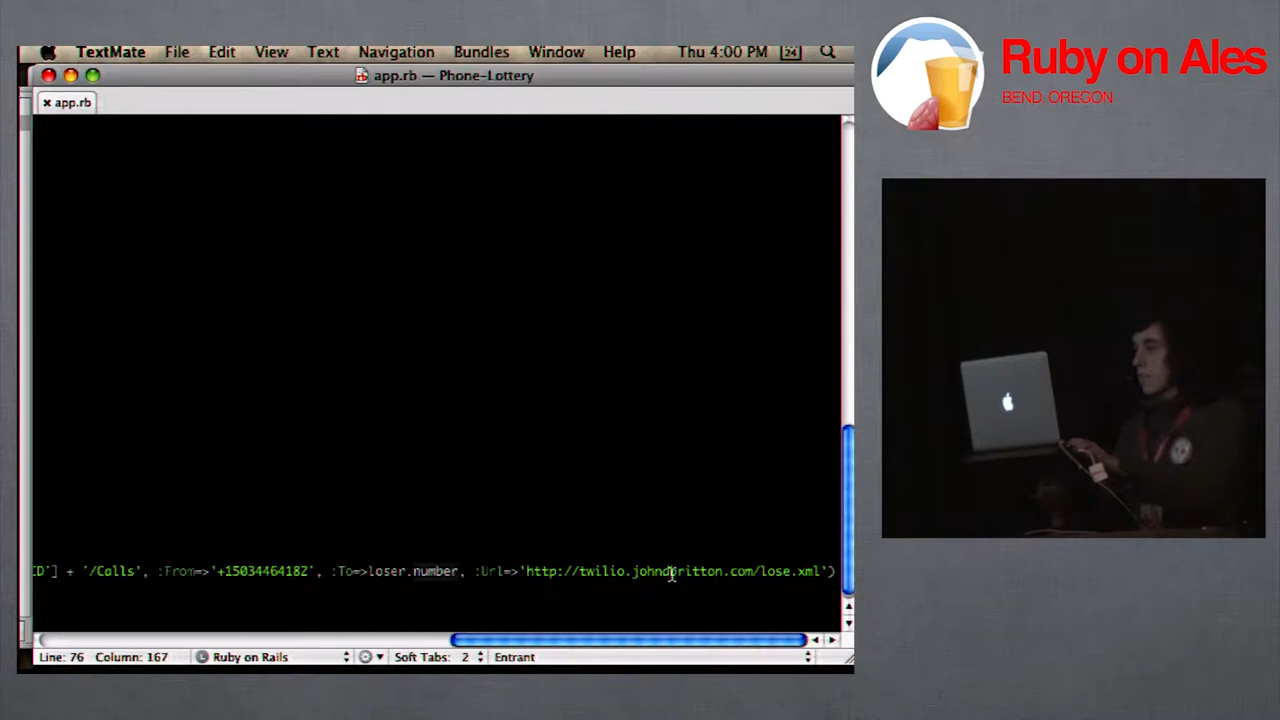 TextMate File Edit View Text Navigation Bundles Window Help Thu 4:00 PM 24
app.rb — Phone-Lottery
app.rb
Ruby on Ales
BEND, OREGON
'] + '/Calls', :From=>'+15034464182', :To=>loser.number, :Url=>'http://twilio.johndbritton.com/lose.xml')
Line: 76 Column: 167 Ruby on Rails Soft Tabs: 2 Entrant